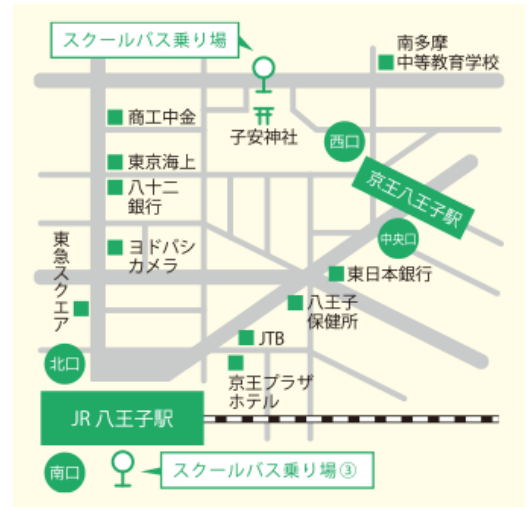 スクールバス乗り場
南多摩
中等教育学校
商工中金
子安神社
西口
東京海上
八十二
銀行
京王八王子駅
中央口
東急スクエア
ヨドバシ
カメラ
東日本銀行
八王子
保健所
JTB
北口
京王プラザ
ホテル
JR 八王子駅
南口
スクールバス乗り場③